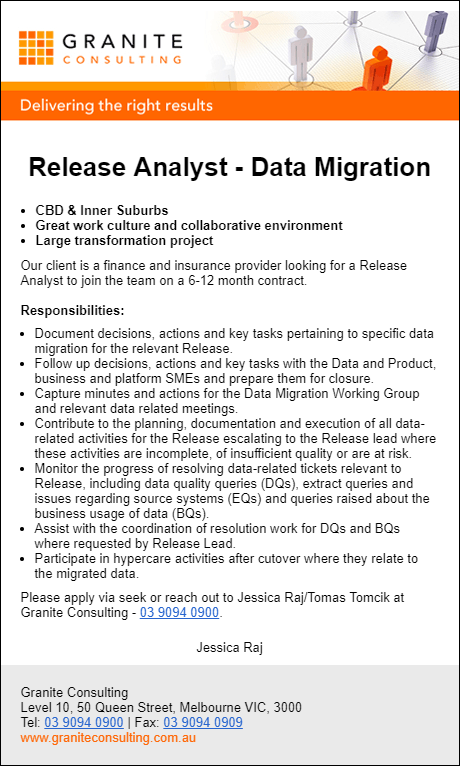 GRANITE
CONSULTING
Delivering the right results
Release Analyst - Data Migration
• CBD & Inner Suburbs
• Great work culture and collaborative environment
• Large transformation project
Our client is a finance and insurance provider looking for a Release
Analyst to join the team on a 6-12 month contract.
Responsibilities:
• Document decisions, actions and key tasks pertaining to specific data
migration for the relevant Release.
• Follow up decisions, actions and key tasks with the Data and Product,
business and platform SMEs and prepare them for closure.
• Capture minutes and actions for the Data Migration Working Group
and relevant data related meetings.
• Contribute to the planning, documentation and execution of all data-
related activities for the Release escalating to the Release lead where
these activities are incomplete, of insufficient quality or are at risk.
• Monitor the progress of resolving data-related tickets relevant to
Release, including data quality queries (DQs), extract queries and
issues regarding source systems (EQs) and queries raised about the
business usage of data (BQs).
• Assist with the coordination of resolution work for DQs and BQs
where requested by Release Lead.
• Participate in hypercare activities after cutover where they relate to
the migrated data.
Please apply via seek or reach out to Jessica Raj/Tomas Tomcik at
Granite Consulting - 03 9094 0900.
Jessica Raj
Granite Consulting
Level 10, 50 Queen Street, Melbourne VIC, 3000
Tel: 03 9094 0900 | Fax: 03 9094 0909
www.graniteconsulting.com.au